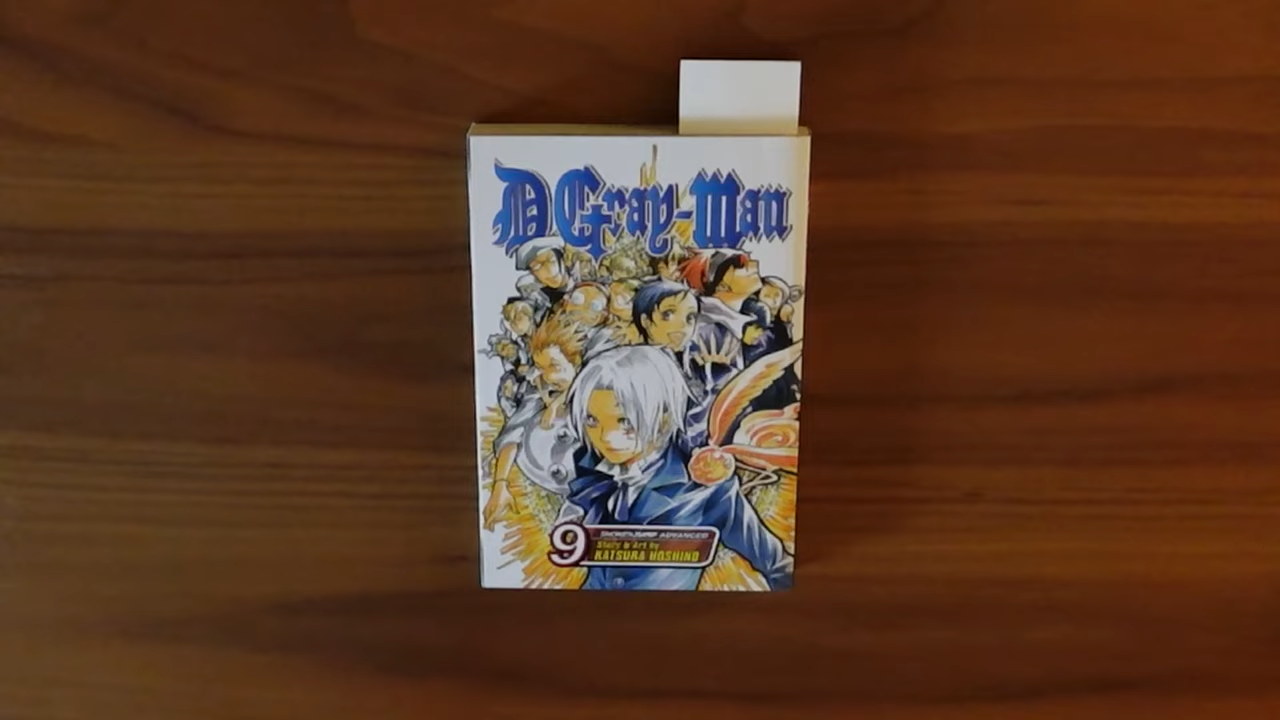 D Gray-Man
9
SHONEN JUMP ADVANCED
Story & Art by
KATSURA HOSHINO